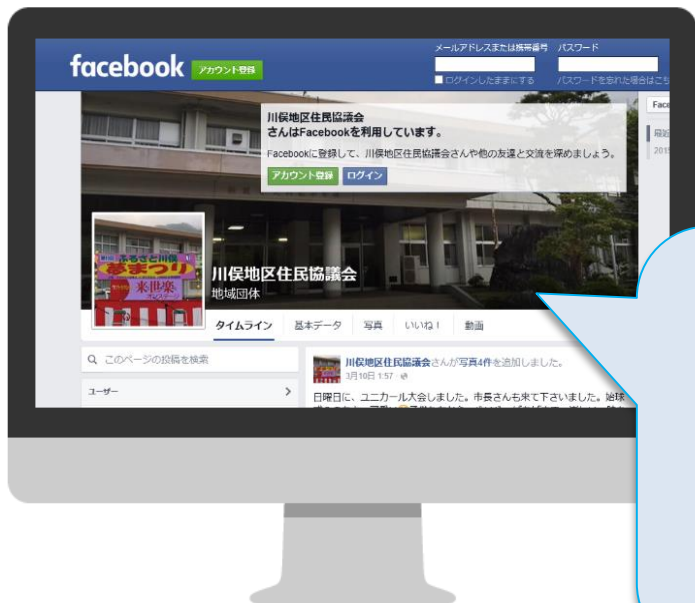 facebook
アカウント登録
メールアドレスまたは携帯番号
パスワード
ログインしたままにする
パスワードを忘れた場合はこち
川俣地区住民協議会
さんはFacebookを利用しています。
Facebookに登録して、川俣地区住民協議会さんや他の友達と交流を深めましょう。
アカウント登録
ログイン
Face
2015
ふるさと川俣
夢まつり
来世楽
川俣地区住民協議会
地域団体
タイムライン
基本データ
写真
いいね!
動画
このページの投稿を検索
ユーザー
川俣地区住民協議会さんが写真4件を追加しました。
3月10日 1:57
日曜日に、ユニカール大会しました。市長さんも来て下さいました。始球